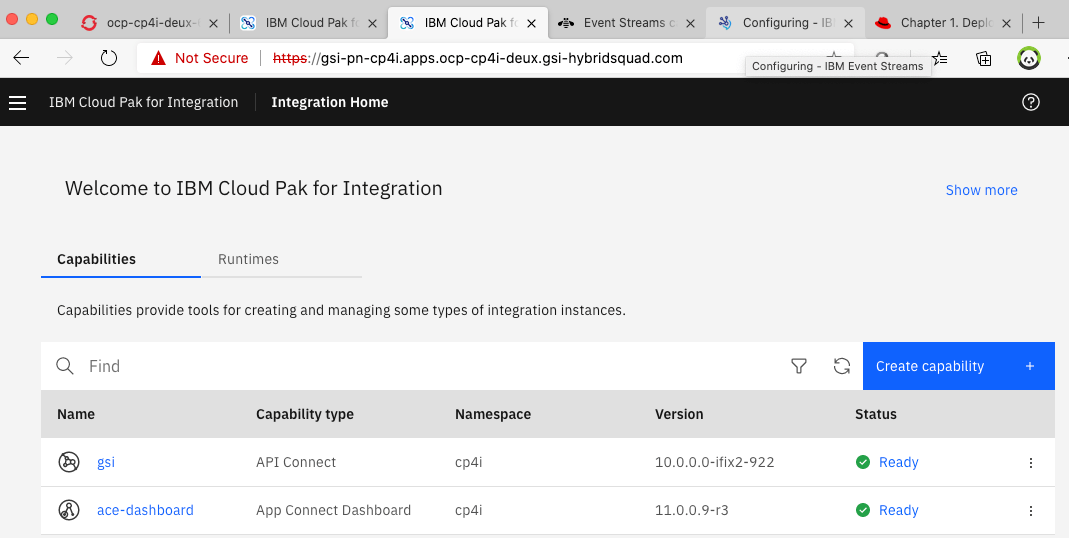 ocp-cp4i-deux-
IBM Cloud Pak fo
IBM Cloud Pak fo
Event Streams c
Configuring - IB
Chapter 1. Deplo
Not Secure https://gsi-pn-cp4i.apps.ocp-cp4i-deux.gsi-hybridsquad.com
Configuring - IBM Event Streams
IBM Cloud Pak for Integration Integration Home
Welcome to IBM Cloud Pak for Integration Show more
Capabilities Runtimes
Capabilities provide tools for creating and managing some types of integration instances.
Find Create capability +
Name Capability type Namespace Version Status
gsi API Connect cp4i 10.0.0.0-ifix2-922 Ready
ace-dashboard App Connect Dashboard cp4i 11.0.0.9-r3 Ready